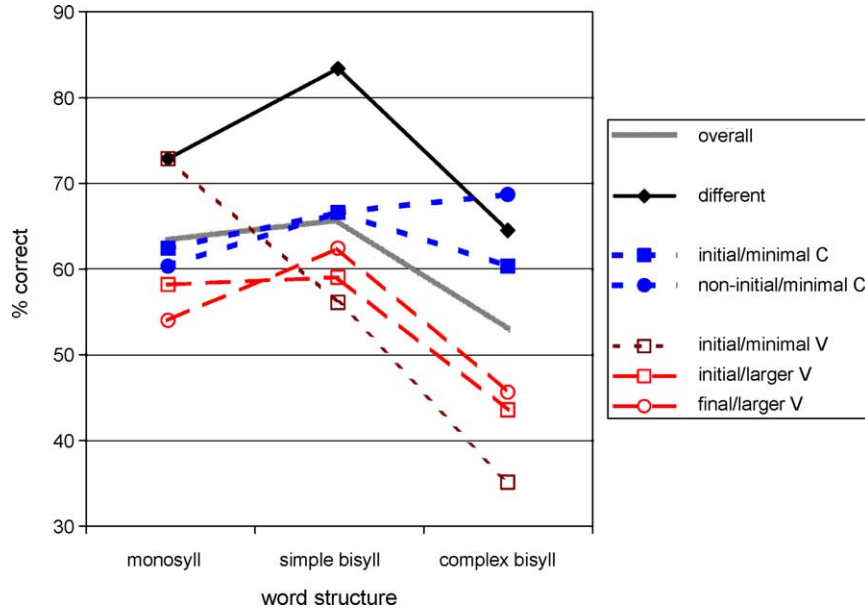 90
80
70
60
50
40
30
% correct
monosyll
simple bisyll
complex bisyll
word structure
overall
different
initial/minimal C
non-initial/minimal C
initial/minimal V
initial/larger V
final/larger V